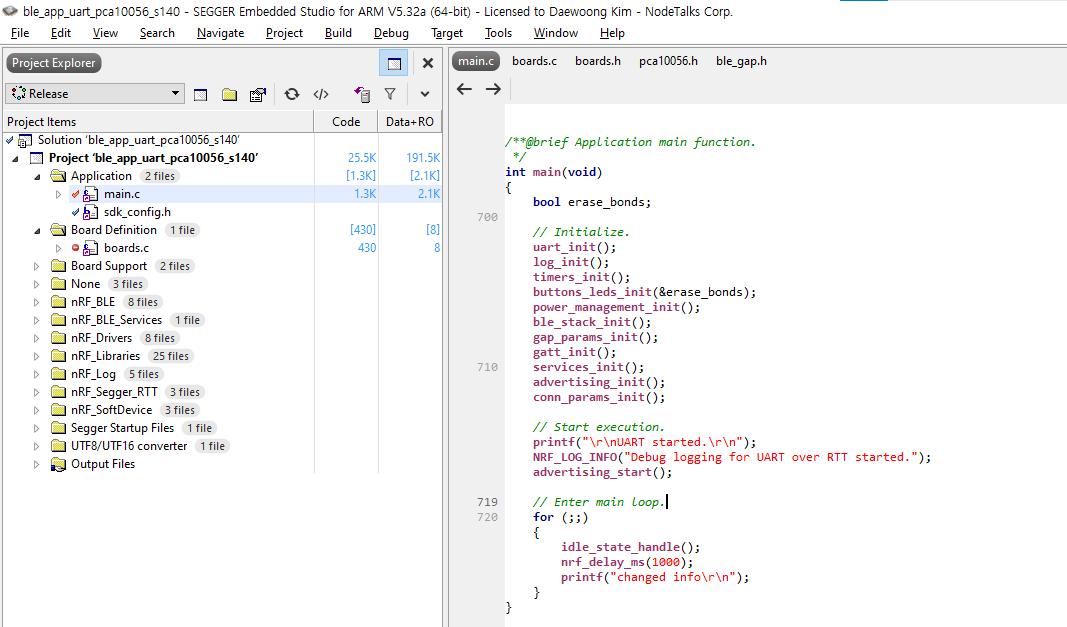 ble_app_uart_pca10056_s140 - SEGGER Embedded Studio for ARM V5.32a (64-bit) - Licensed to Daewoong Kim - NodeTalks Corp.
File Edit View Search Navigate Project Build Debug Target Tools Window Help
Project Explorer
Release
Project Items Code Data+RO
Solution 'ble_app_uart_pca10056_s140'
Project 'ble_app_uart_pca10056_s140' 25.5K 191.5K
Application 2 files [1.3K] [2.1K]
main.c 1.3K 2.1K
sdk_config.h
Board Definition 1 file [430] [8]
boards.c 430 8
Board Support 2 files
None 3 files
nRF_BLE 8 files
nRF_BLE_Services 1 file
nRF_Drivers 8 files
nRF_Libraries 25 files
nRF_Log 5 files
nRF_Segger_RTT 3 files
nRF_SoftDevice 3 files
Segger Startup Files 1 file
UTF8/UTF16 converter 1 file
Output Files
main.c boards.c boards.h pca10056.h ble_gap.h
/**@brief Application main function.
*/
int main(void)
{
bool erase_bonds;
700
// Initialize.
uart_init();
log_init();
timers_init();
buttons_leds_init(&erase_bonds);
power_management_init();
ble_stack_init();
gap_params_init();
gatt_init();
710 services_init();
advertising_init();
conn_params_init();
// Start execution.
printf("\r\nUART started.\r\n");
NRF_LOG_INFO("Debug logging for UART over RTT started.");
advertising_start();
719 // Enter main loop.
720 for (;;)
{
idle_state_handle();
nrf_delay_ms(1000);
printf("changed info\r\n");
}
}